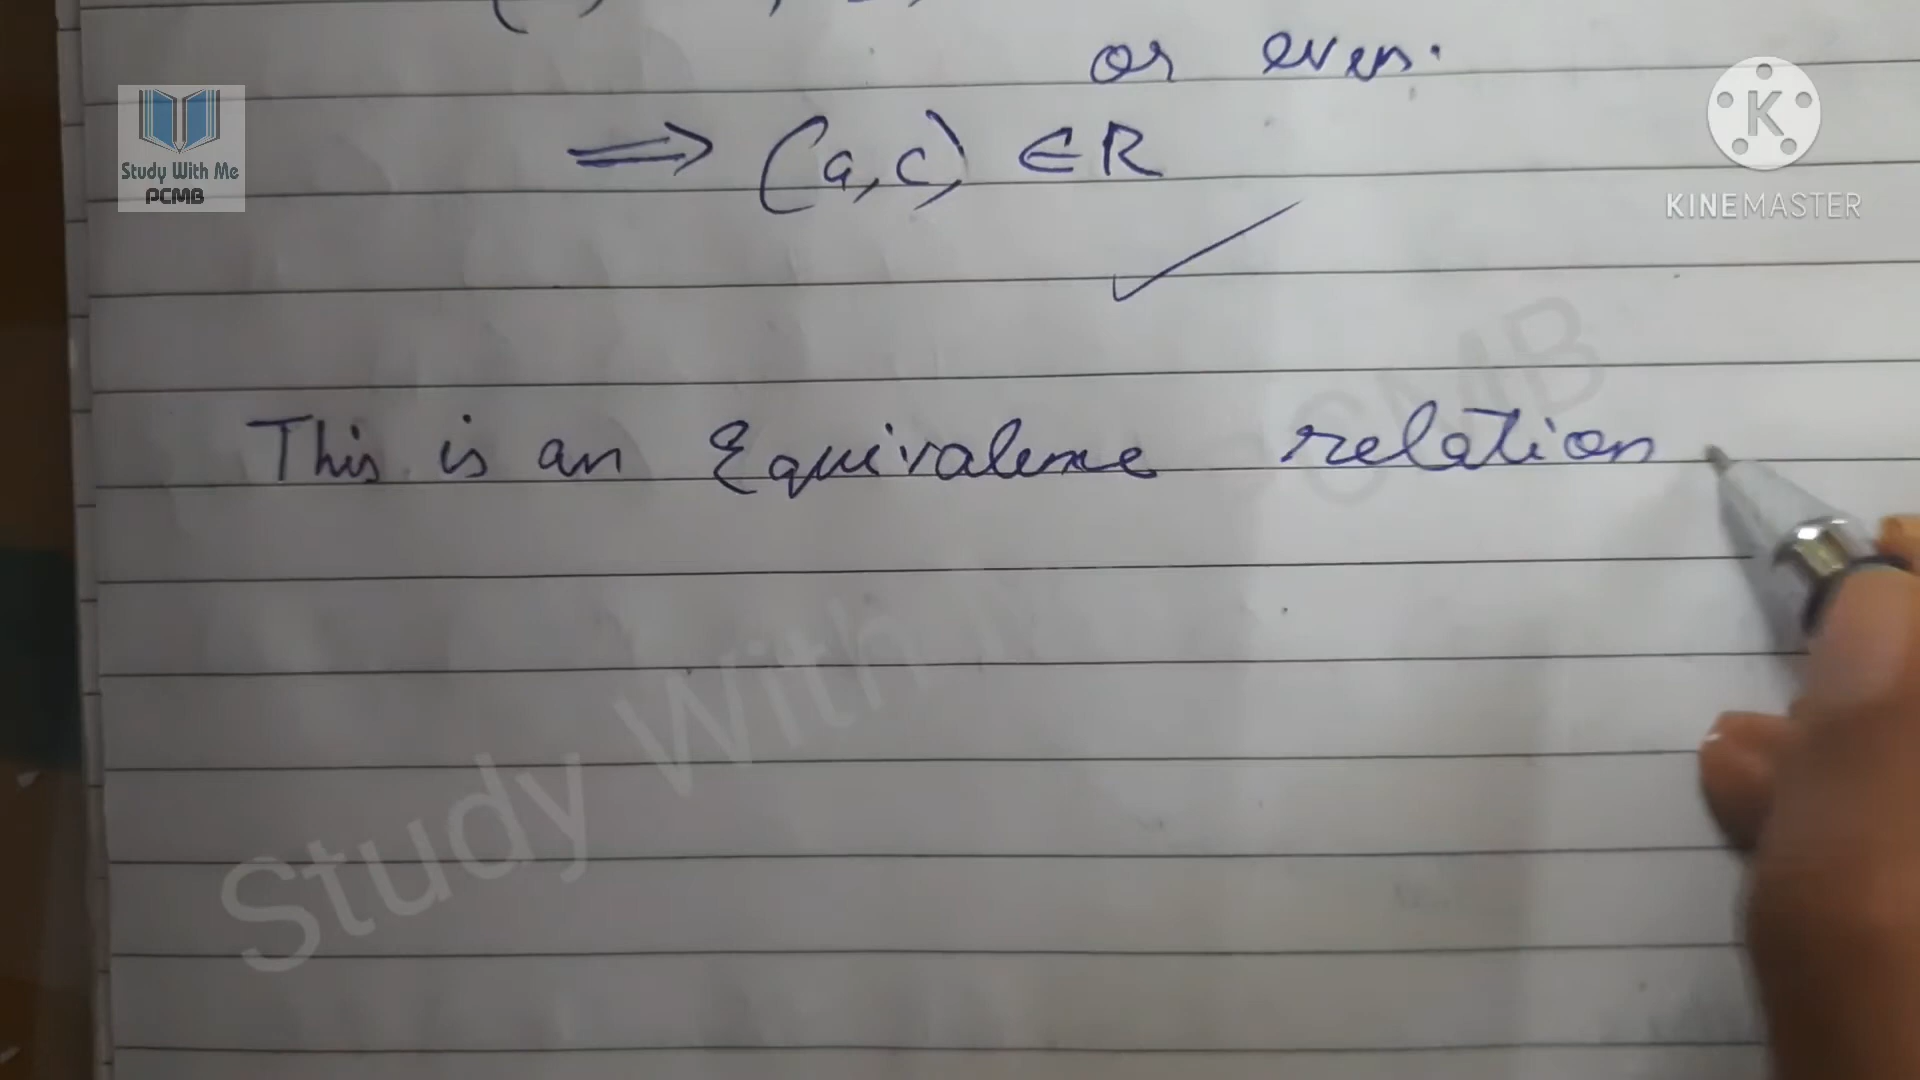 or even.
⟹ (a,c) ∈ R
✓
This is an Equivalence relation
Study With Me
PCMB
K
KINEMASTER
Study With PCMB